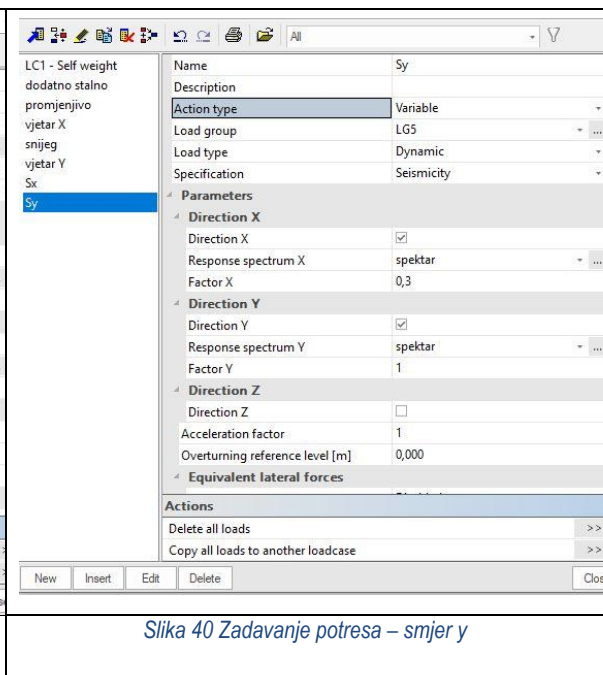 All
LC1 - Self weight
dodatno stalno
promjenjivo
vjetar X
snijeg
vjetar Y
Sx
Sy
Name Sy
Description
Action type Variable
Load group LG5 ...
Load type Dynamic
Specification Seismicity
Parameters
Direction X
Direction X
Response spectrum X spektar ...
Factor X 0,3
Direction Y
Direction Y
Response spectrum Y spektar ...
Factor Y 1
Direction Z
Direction Z
Acceleration factor 1
Overturning reference level [m] 0,000
Equivalent lateral forces
Actions
Delete all loads >>
Copy all loads to another loadcase >>
New Insert Edit Delete Clos
Slika 40 Zadavanje potresa – smjer y